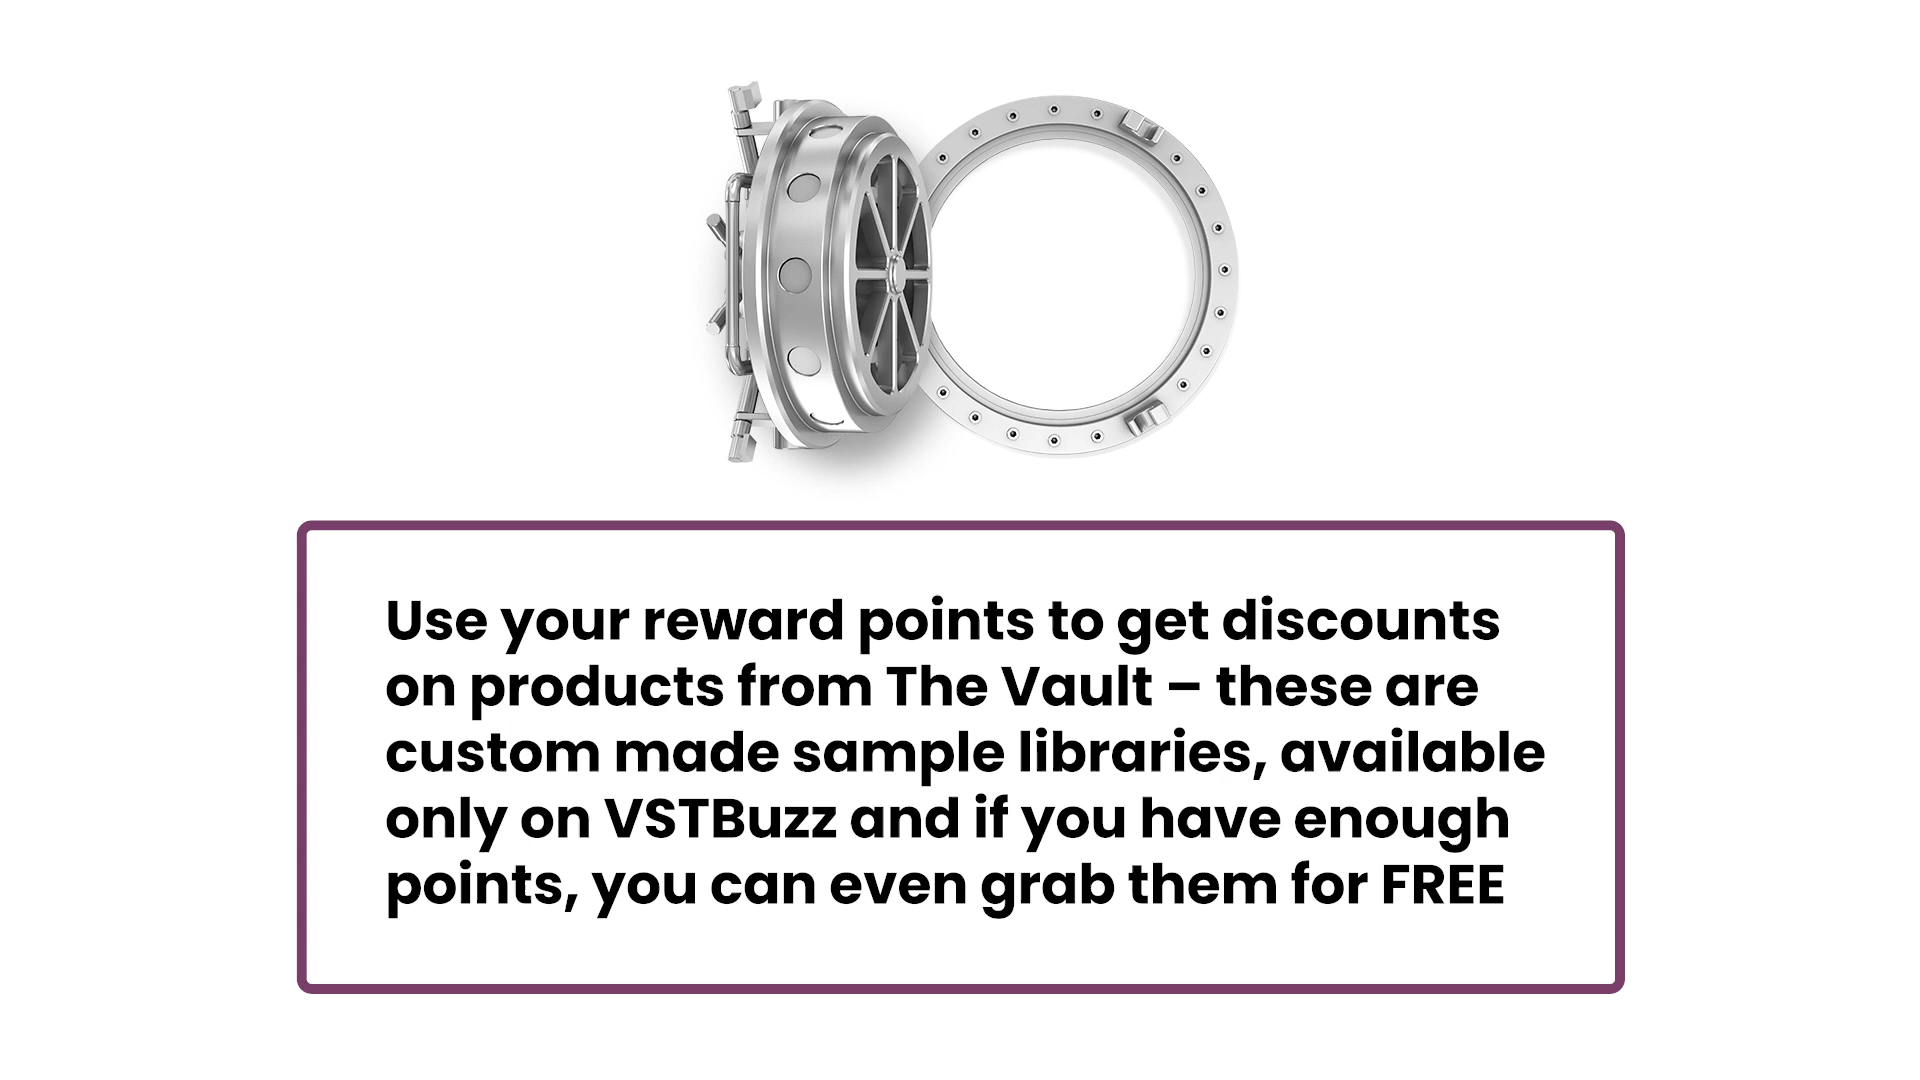 Use your reward points to get discounts
on products from The Vault – these are
custom made sample libraries, available
only on VSTBuzz and if you have enough
points, you can even grab them for FREE